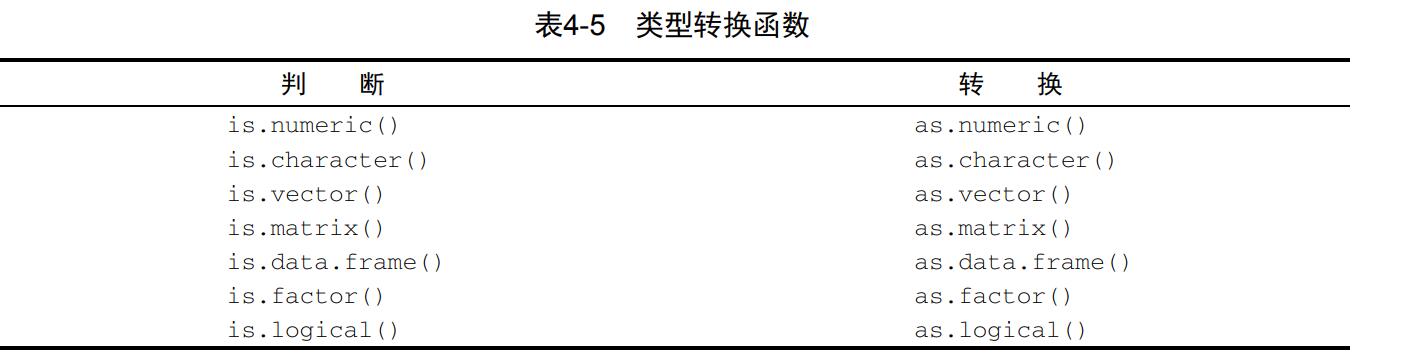 表4-5 类型转换函数
判 断 转 换
is.numeric() as.numeric()
is.character() as.character()
is.vector() as.vector()
is.matrix() as.matrix()
is.data.frame() as.data.frame()
is.factor() as.factor()
is.logical() as.logical()